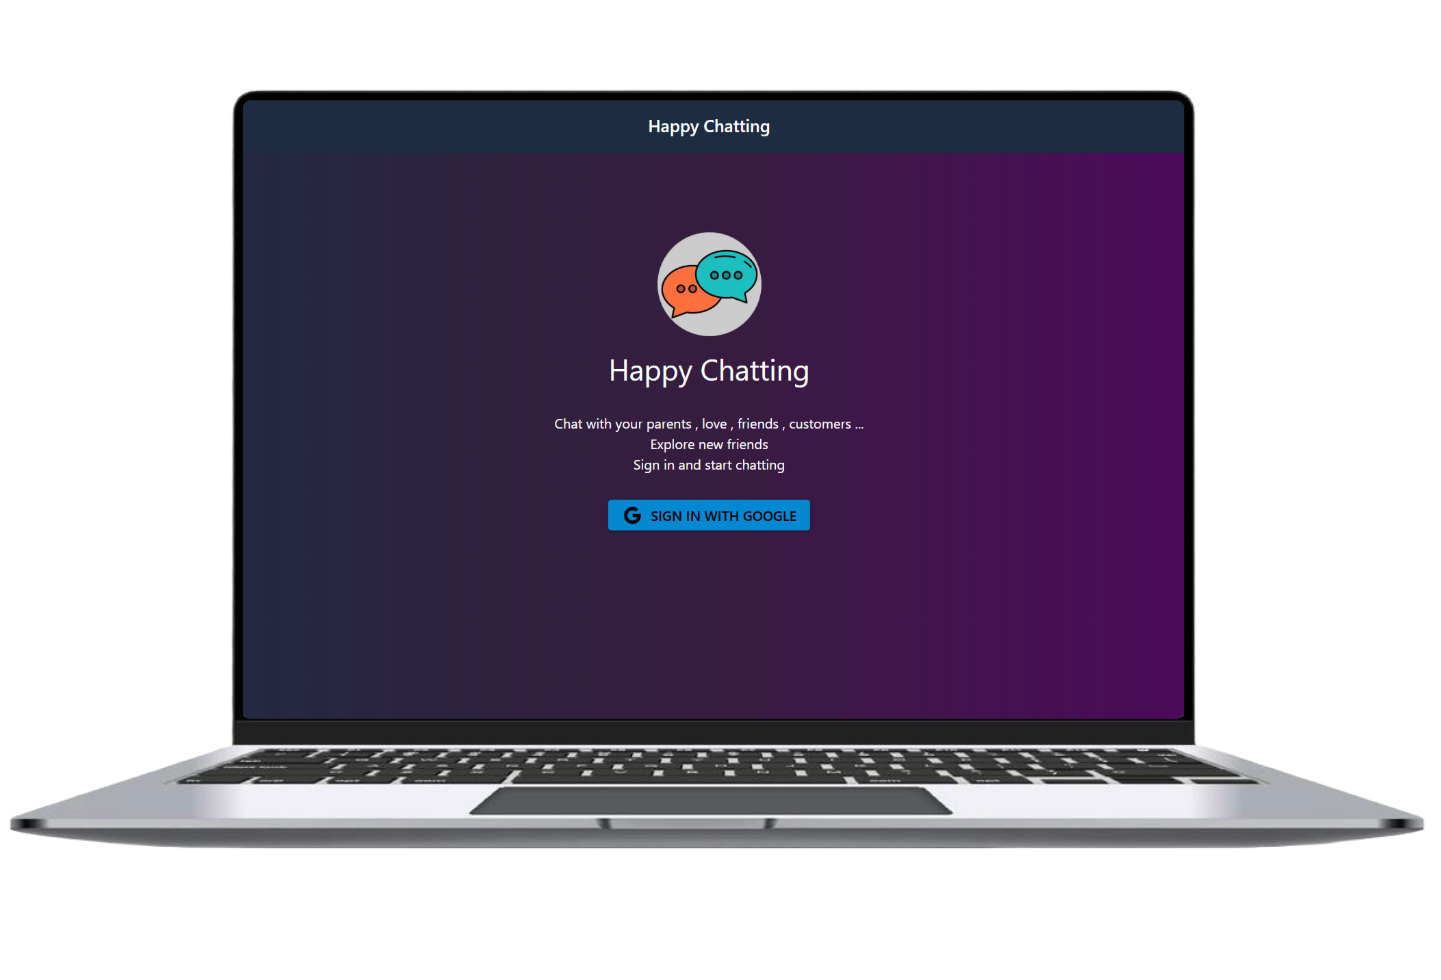 Happy Chatting
Happy Chatting
Chat with your parents , love , friends , customers ...
Explore new friends
Sign in and start chatting
SIGN IN WITH GOOGLE